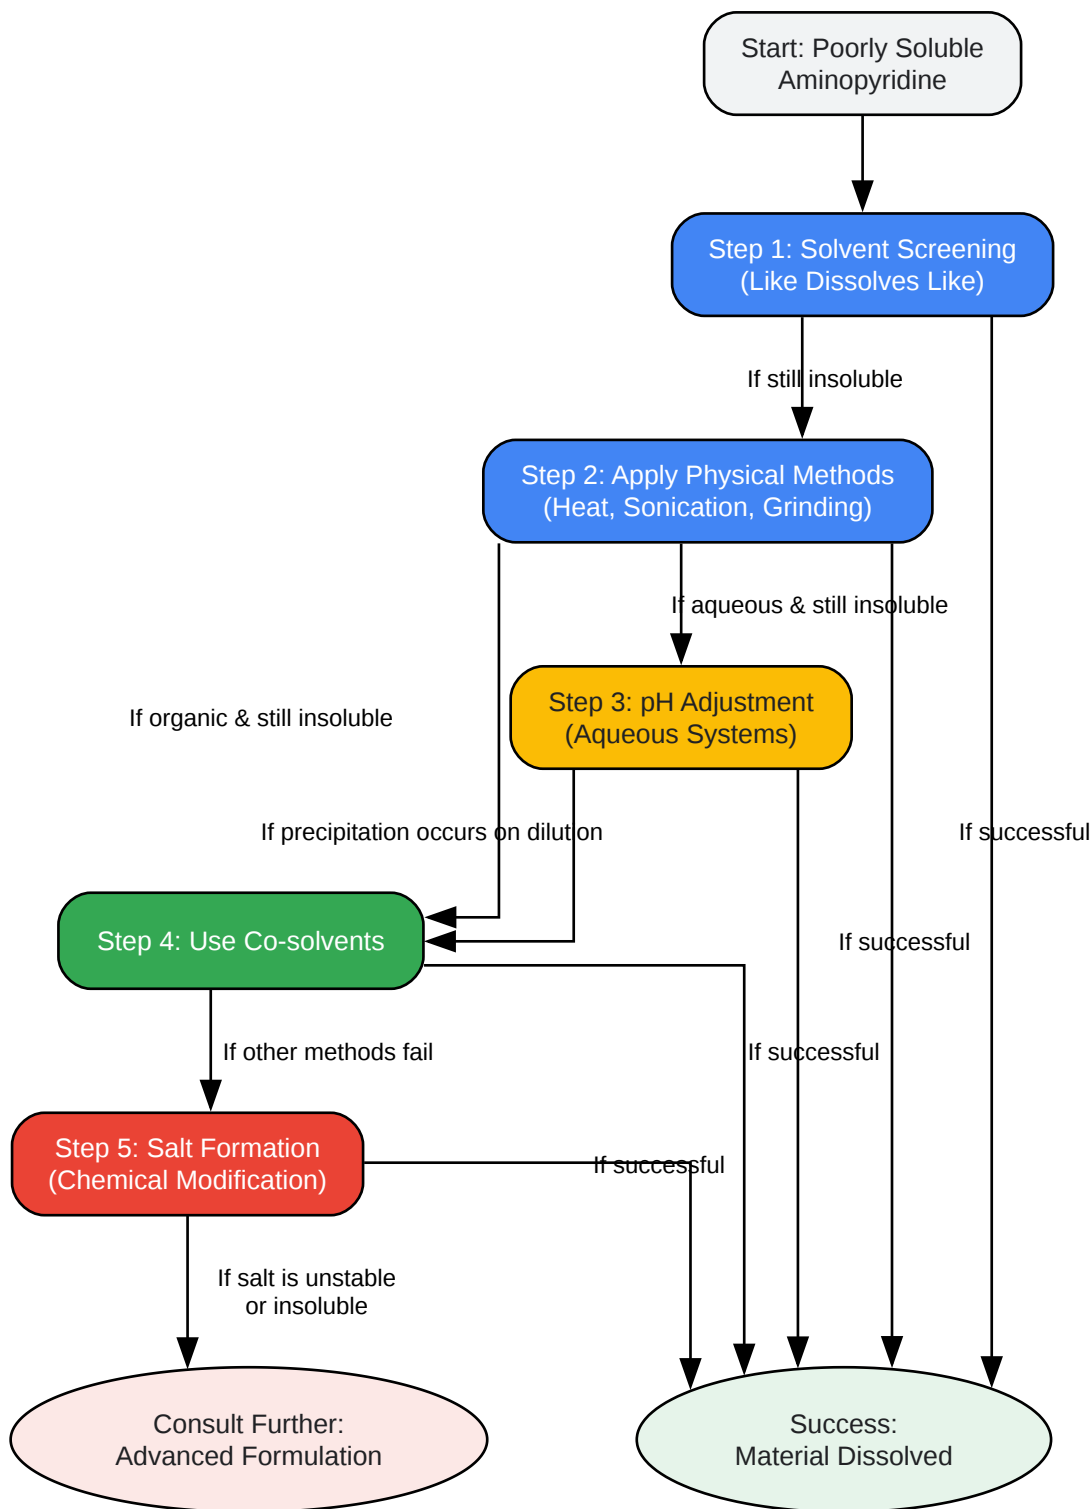 Start: Poorly Soluble
Aminopyridine
Step 1: Solvent Screening
(Like Dissolves Like)
If still insoluble
Step 2: Apply Physical Methods
(Heat, Sonication, Grinding)
If aqueous & still insoluble
Step 3: pH Adjustment
(Aqueous Systems)
If organic & still insoluble
If precipitation occurs on dilution
If successful
Step 4: Use Co-solvents
If successful
If other methods fail
If successful
Step 5: Salt Formation
(Chemical Modification)
If successful
If salt is unstable
or insoluble
Consult Further:
Advanced Formulation
Success:
Material Dissolved